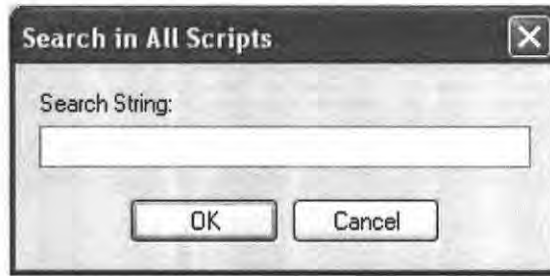 Search in All Scripts
Search String:
OK
Cancel